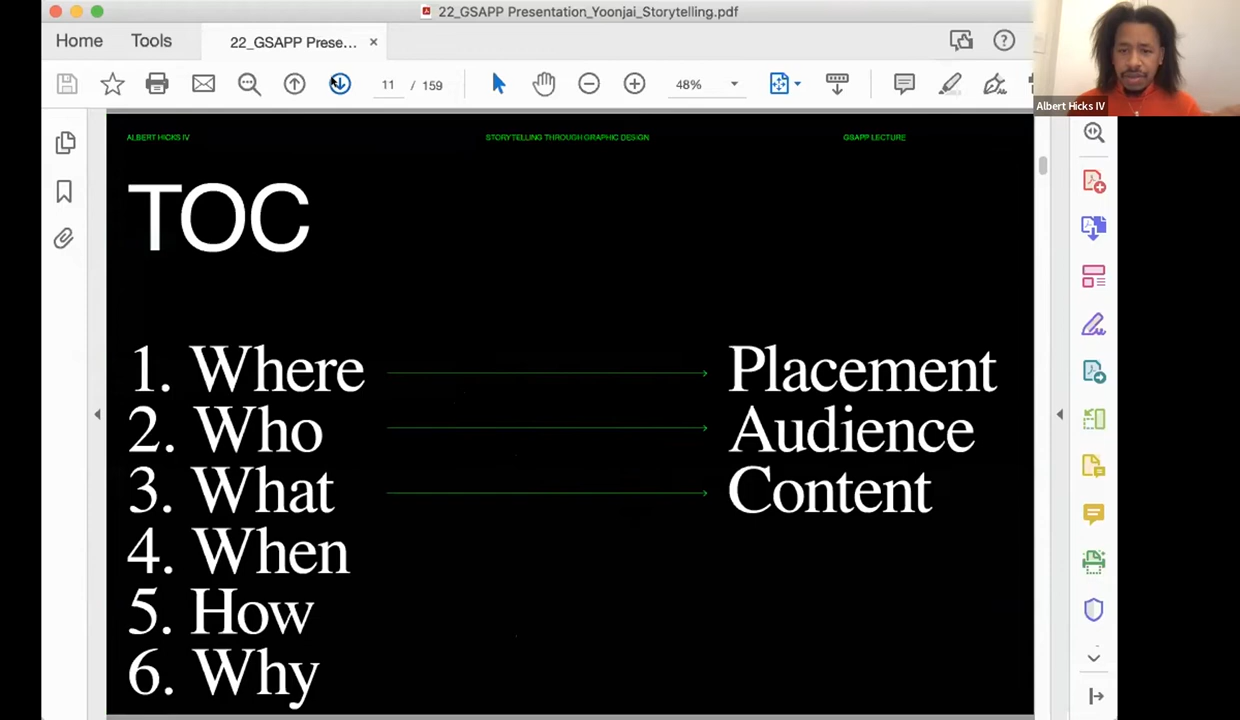 22_GSAPP Presentation_Yoonjai_Storytelling.pdf
Home Tools 22_GSAPP Prese... ×
11 / 159 48%
Albert Hicks IV
ALBERT HICKS IV STORYTELLING THROUGH GRAPHIC DESIGN GSAPP LECTURE
TOC
1. Where Placement
2. Who Audience
3. What Content
4. When
5. How
6. Why